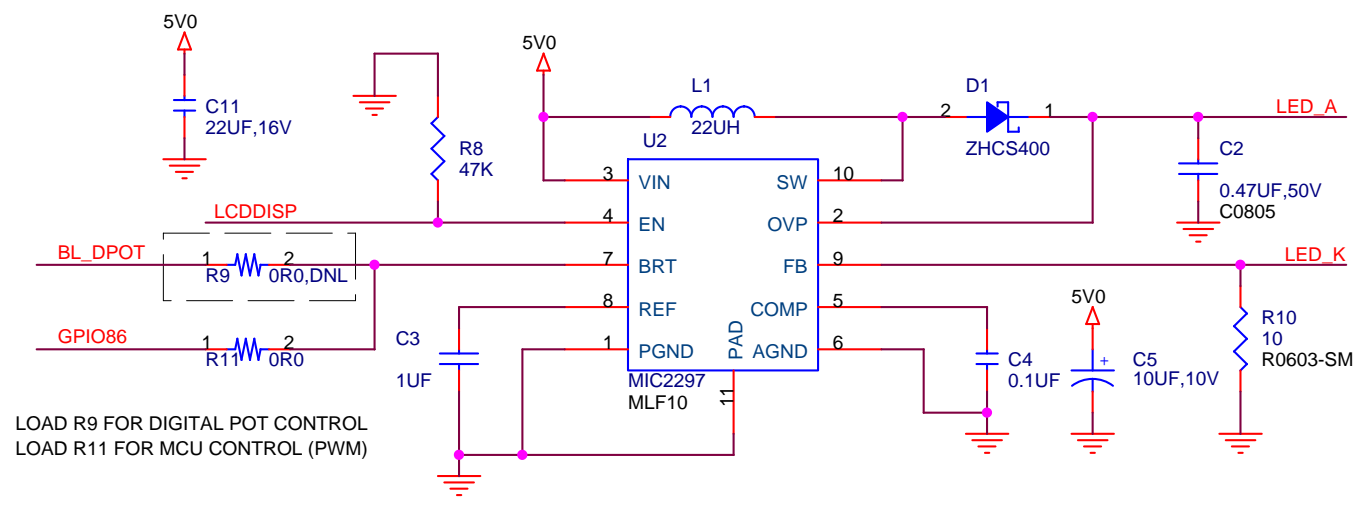 5V0
C11
22UF,16V
R8
47K
5V0
L1
22UH
D1
2
1
ZHCS400
LED_A
C2
0.47UF,50V
C0805
U2
3
VIN
SW
10
LCDDISP
4
EN
OVP
2
BL_DPOT
1
2
R9
0R0,DNL
7
BRT
FB
9
LED_K
8
REF
COMP
5
GPIO86
1
2
R11
0R0
1
PGND
PAD
AGND
6
11
MIC2297
MLF10
C3
1UF
C4
0.1UF
5V0
+
C5
10UF,10V
R10
10
R0603-SM
LOAD R9 FOR DIGITAL POT CONTROL
LOAD R11 FOR MCU CONTROL (PWM)